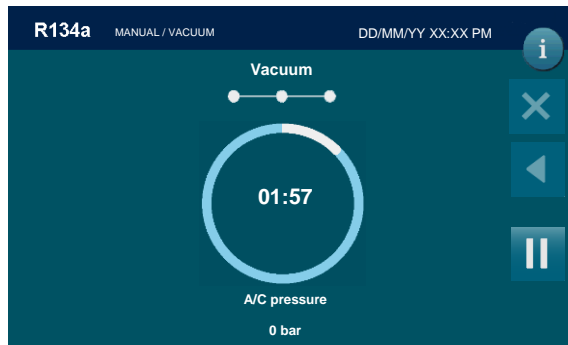 R134a MANUAL / VACUUM DD/MM/YY XX:XX PM
i
Vacuum
01:57
A/C pressure
0 bar